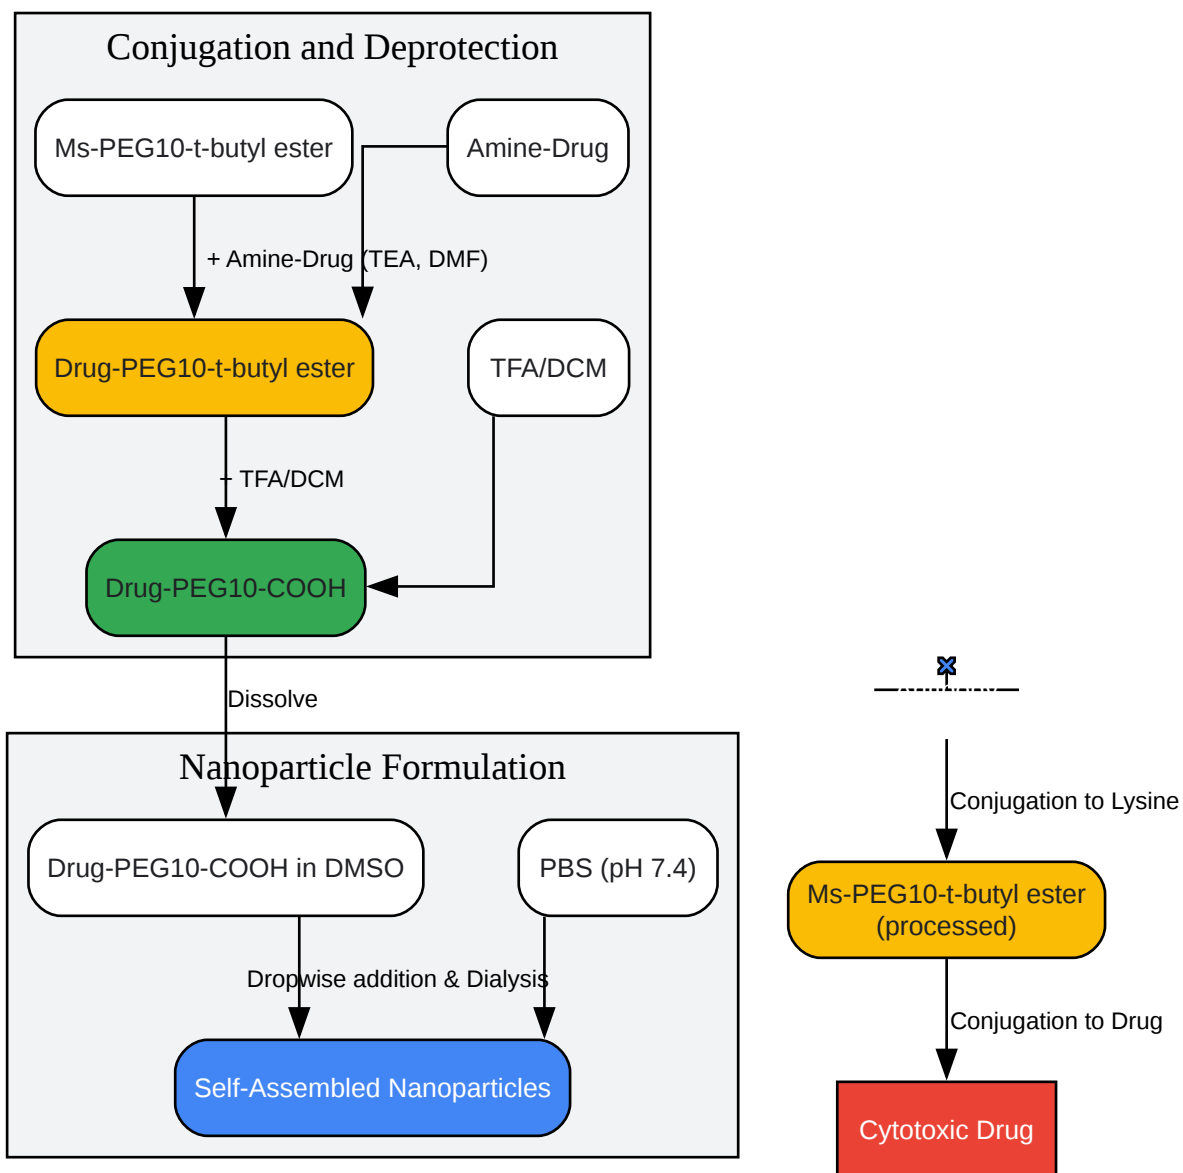 Conjugation and Deprotection
Ms-PEG10-t-butyl ester
Amine-Drug
+ Amine-Drug (TEA, DMF)
Drug-PEG10-t-butyl ester
TFA/DCM
+ TFA/DCM
Drug-PEG10-COOH
Dissolve
Nanoparticle Formulation
Drug-PEG10-COOH in DMSO
PBS (pH 7.4)
Dropwise addition & Dialysis
Self-Assembled Nanoparticles
Conjugation to Lysine
Ms-PEG10-t-butyl ester
(processed)
Conjugation to Drug
Cytotoxic Drug